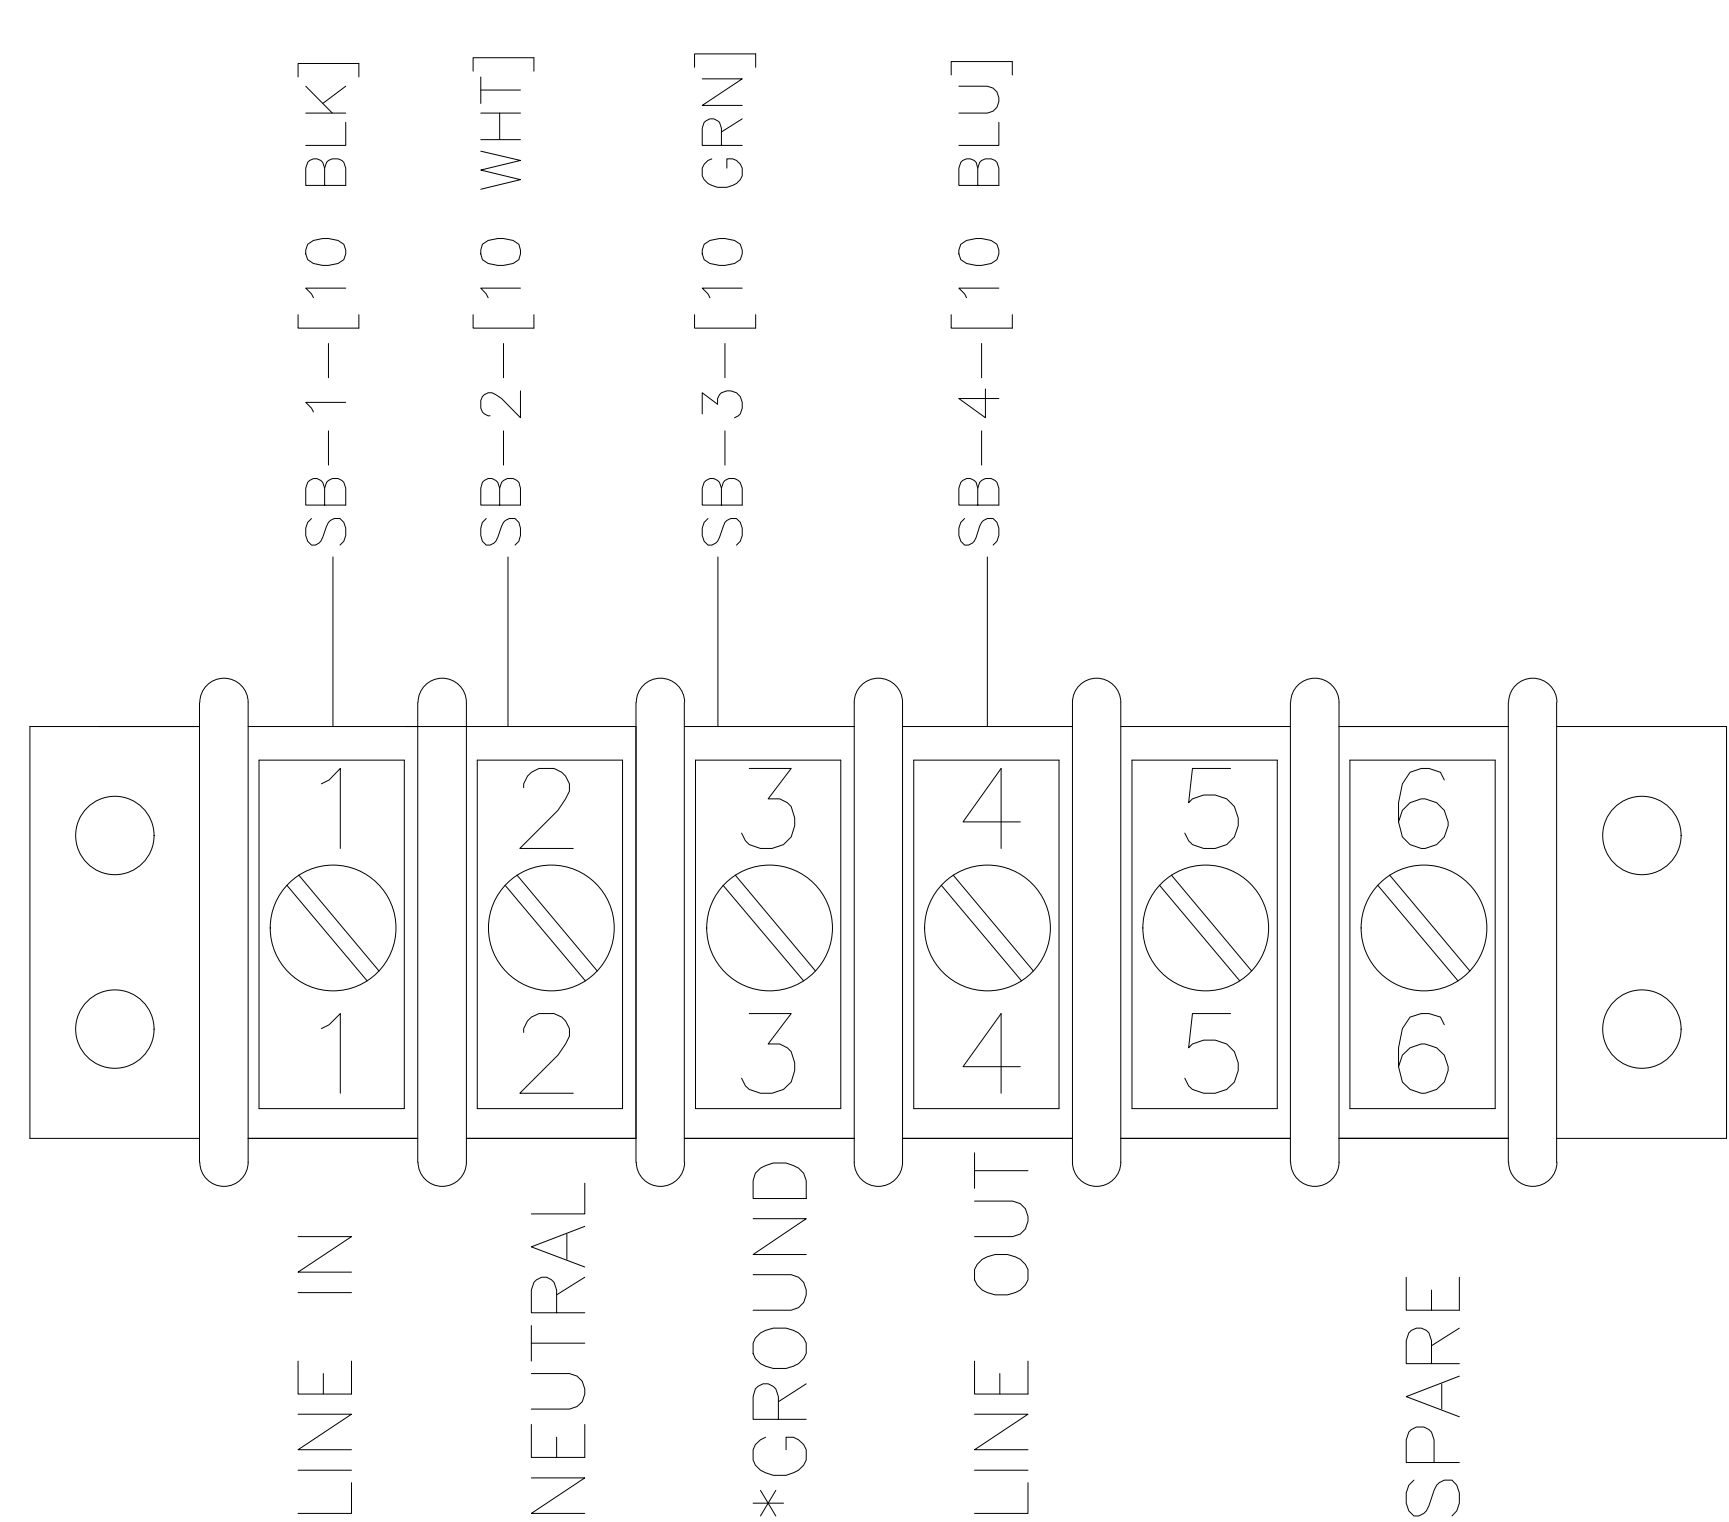 SB-1-[10 BLK]
SB-2-[10 WHT]
SB-3-[10 GRN]
SB-4-[10 BLU]
1
2
3
4
5
6
1
2
3
4
5
6
LINE IN
NEUTRAL
*GROUND
LINE OUT
SPARE